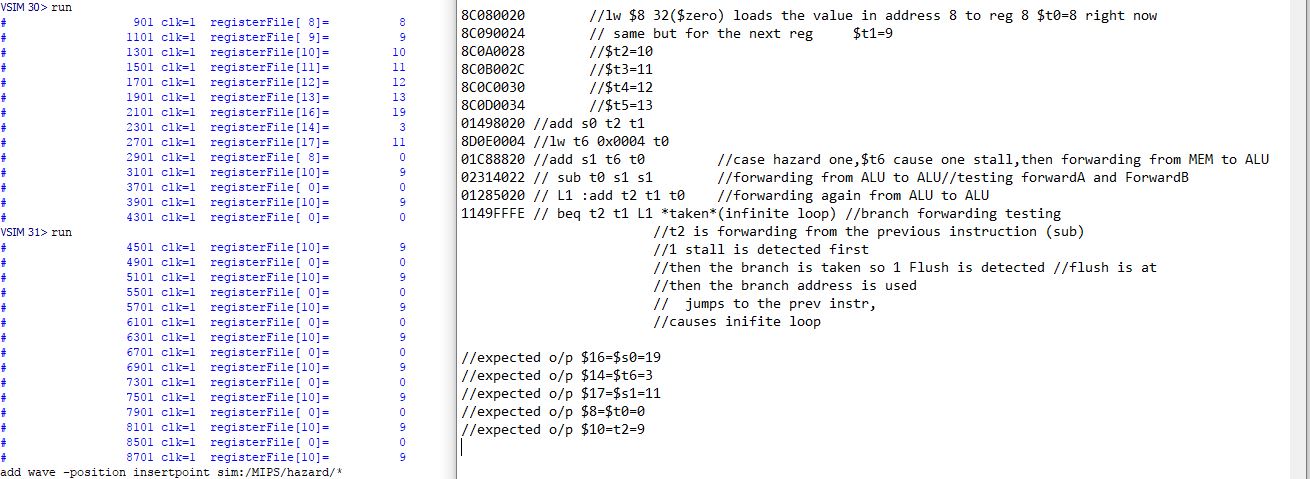 VSIM 30> run
# 901 clk=1 registerFile[ 8]= 8
# 1101 clk=1 registerFile[ 9]= 9
# 1301 clk=1 registerFile[10]= 10
# 1501 clk=1 registerFile[11]= 11
# 1701 clk=1 registerFile[12]= 12
# 1901 clk=1 registerFile[13]= 13
# 2101 clk=1 registerFile[16]= 19
# 2301 clk=1 registerFile[14]= 3
# 2701 clk=1 registerFile[17]= 11
# 2901 clk=1 registerFile[ 8]= 0
# 3101 clk=1 registerFile[10]= 9
# 3701 clk=1 registerFile[ 0]= 0
# 3901 clk=1 registerFile[10]= 9
# 4301 clk=1 registerFile[ 0]= 0
VSIM 31> run
# 4501 clk=1 registerFile[10]= 9
# 4901 clk=1 registerFile[ 0]= 0
# 5101 clk=1 registerFile[10]= 9
# 5501 clk=1 registerFile[ 0]= 0
# 5701 clk=1 registerFile[10]= 9
# 6101 clk=1 registerFile[ 0]= 0
# 6301 clk=1 registerFile[10]= 9
# 6701 clk=1 registerFile[ 0]= 0
# 6901 clk=1 registerFile[10]= 9
# 7301 clk=1 registerFile[ 0]= 0
# 7501 clk=1 registerFile[10]= 9
# 7901 clk=1 registerFile[ 0]= 0
# 8101 clk=1 registerFile[10]= 9
# 8501 clk=1 registerFile[ 0]= 0
# 8701 clk=1 registerFile[10]= 9
add wave -position insertpoint sim:/MIPS/hazard/*
8C080020 //lw $8 32($zero) loads the value in address 8 to reg 8 $t0=8 right now
8C090024 // same but for the next reg $t1=9
8C0A0028 //$t2=10
8C0B002C //$t3=11
8C0C0030 //$t4=12
8C0D0034 //$t5=13
01498020 //add s0 t2 t1
8D0E0004 //lw t6 0x0004 t0
01C88820 //add s1 t6 t0 //case hazard one,$t6 cause one stall,then forwarding from MEM to ALU
02314022 // sub t0 s1 s1 //forwarding from ALU to ALU//testing forwardA and ForwardB
01285020 // L1 :add t2 t1 t0 //forwarding again from ALU to ALU
1149FFFE // beq t2 t1 L1 *taken*(infinite loop) //branch forwarding testing
//t2 is forwarding from the previous instruction (sub)
//1 stall is detected first
//then the branch is taken so 1 Flush is detected //flush is at
//then the branch address is used
// jumps to the prev instr,
//causes inifite loop
//expected o/p $16=$s0=19
//expected o/p $14=$t6=3
//expected o/p $17=$s1=11
//expected o/p $8=$t0=0
//expected o/p $10=t2=9